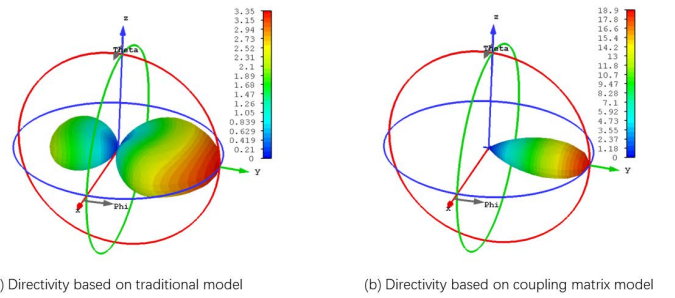 z
Theta
y
x
Phi
3.35
3.15
2.94
2.73
2.52
2.31
2.1
1.89
1.68
1.47
1.26
1.05
0.839
0.629
0.419
0.21
0
) Directivity based on traditional model
z
Theta
y
x
Phi
18.9
17.8
16.6
15.4
14.2
13
11.8
10.7
9.47
8.28
7.1
5.92
4.73
3.55
2.37
1.18
0
(b) Directivity based on coupling matrix model